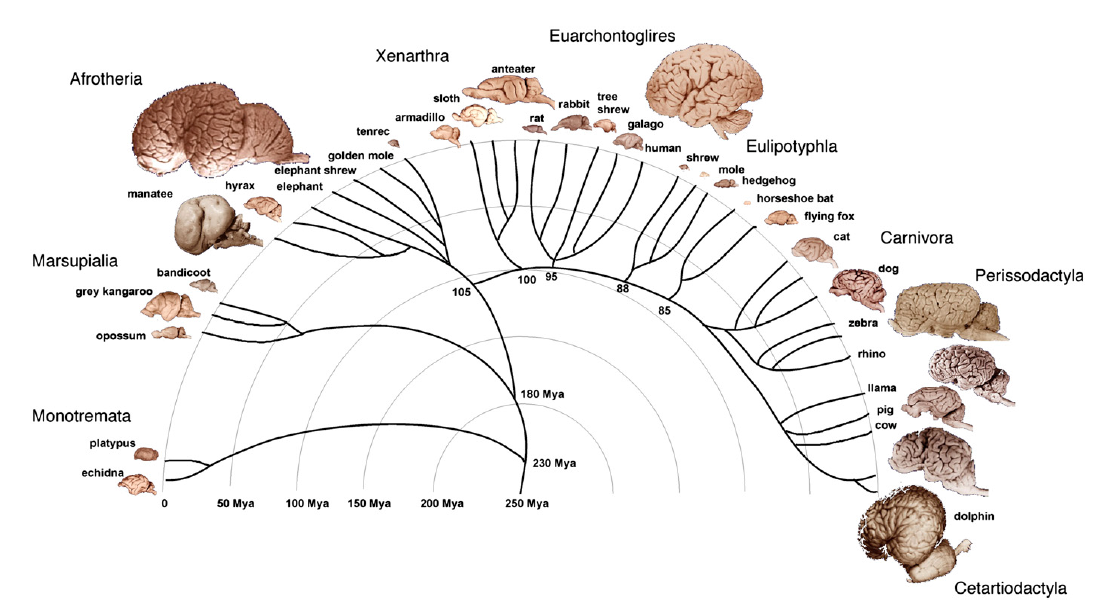 Euarchontoglires
Xenarthra
Afrotheria
anteater
sloth
rabbit
tree
shrew
armadillo
rat
galago
tenrec
human
Eulipotyphla
golden mole
shrew
mole
elephant shrew
hedgehog
manatee
hyrax
elephant
horseshoe bat
flying fox
cat
Carnivora
Marsupialia
dog
Perissodactyla
bandicoot
grey kangaroo
105
100
95
88
85
opossum
zebra
rhino
llama
180 Mya
Monotremata
pig
cow
platypus
230 Mya
echidna
0
50 Mya
100 Mya
150 Mya
200 Mya
250 Mya
dolphin
Cetartiodactyla